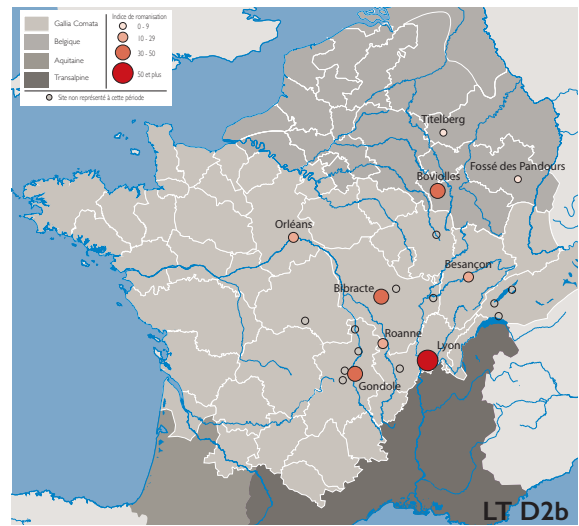 Gallia Comata
Belgique
Aquitaine
Transalpine
Indice de romanisation
0 - 9
10 - 29
30 - 50
50 et plus
Site non représenté à cette période
Titelberg
Fossé des Pandours
Boviolles
Orléans
Besançon
Bibracte
Roanne
Lyon
Gondole
LT D2b